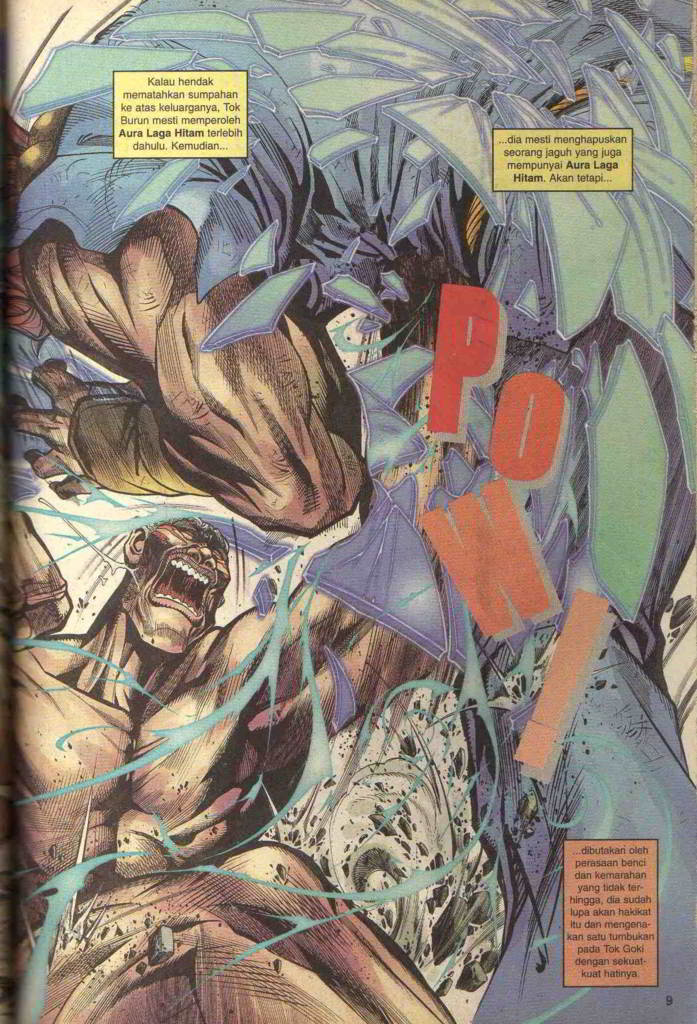 Kalau hendak
mematahkan sumpahan
ke atas keluarganya, Tok
Burun mesti memperoleh
Aura Laga Hitam terlebih
dahulu. Kemudian...
...dia mesti menghapuskan
seorang jaguh yang juga
mempunyai Aura Laga
Hitam. Akan tetapi...
POWI
...dibutakan oleh
perasaan benci
dan kemarahan
yang tidak ter-
hingga, dia sudah
lupa akan hakikat
itu dan mengena-
kan satu tumbukan
pada Tok Goki
dengan sekuat-
kuat hatinya.
9